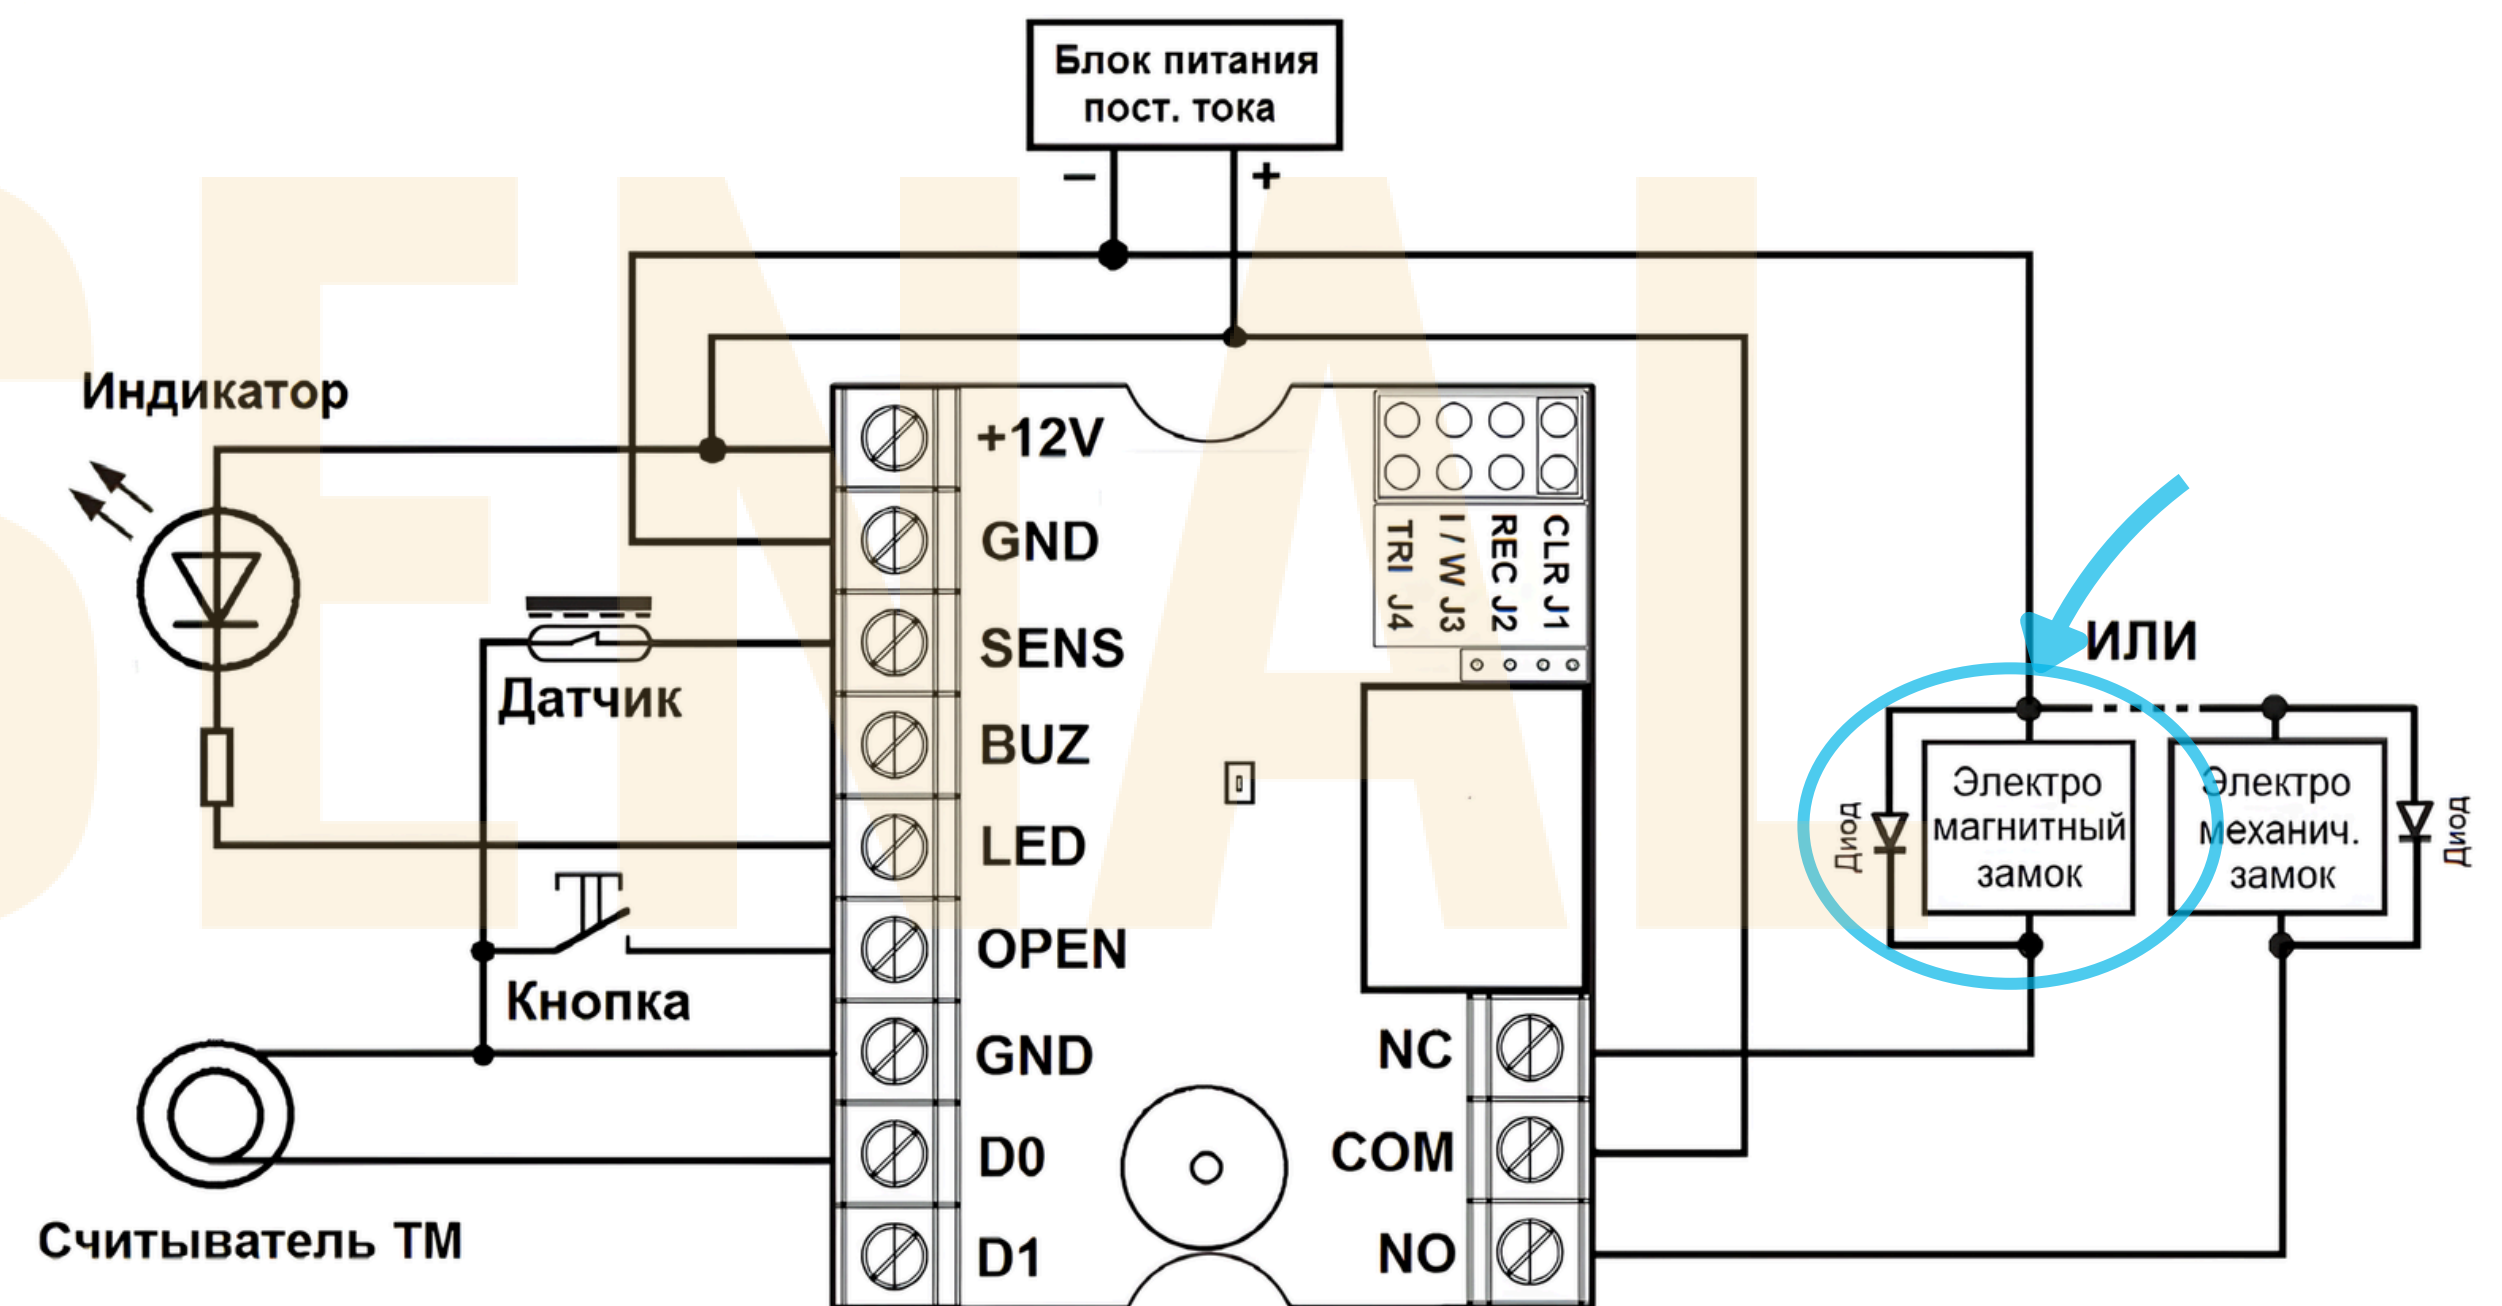 Блок питания
пост. тока
–
+
Индикатор
+12V
GND
SENS
BUZ
LED
OPEN
GND
D0
D1
Датчик
Кнопка
Считыватель ТМ
TRI J4
I / W J3
REC J2
CLR J1
NC
COM
NO
ИЛИ
Диод
Электро
магнитный
замок
Электро
механич.
замок
Диод